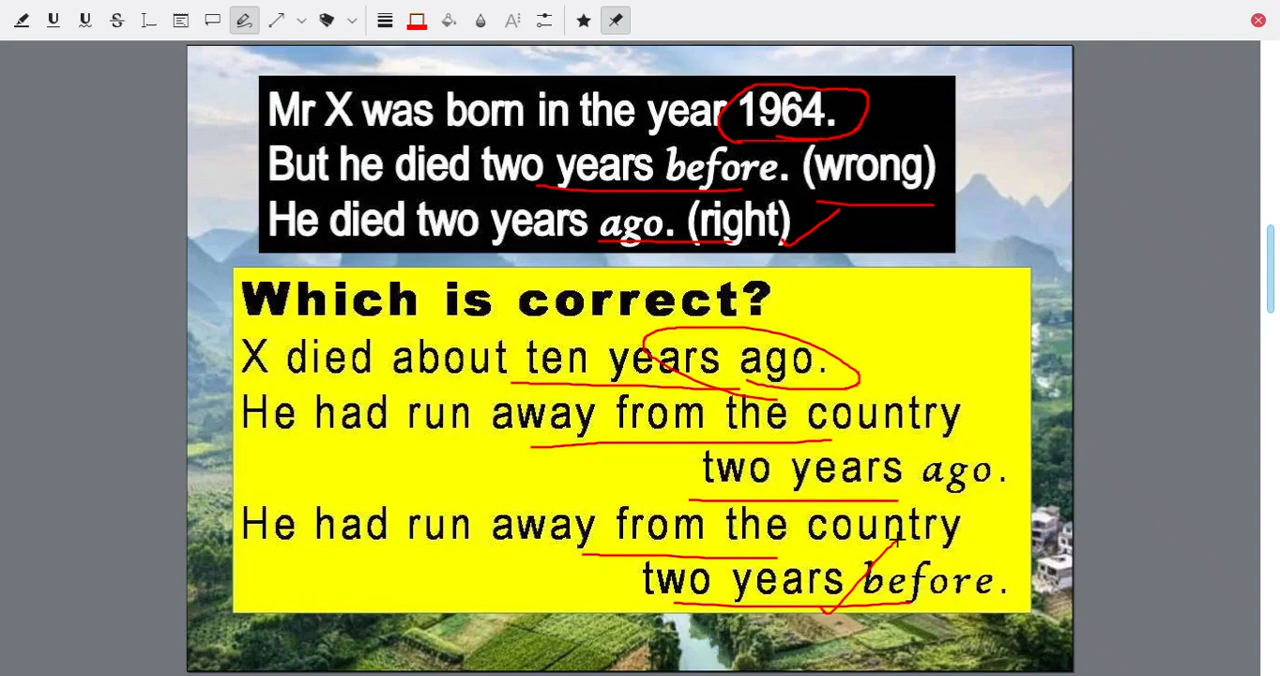 Mr X was born in the year 1964.
But he died two years before. (wrong)
He died two years ago. (right)
Which is correct?
X died about ten years ago.
He had run away from the country
two years ago.
He had run away from the country
two years before.